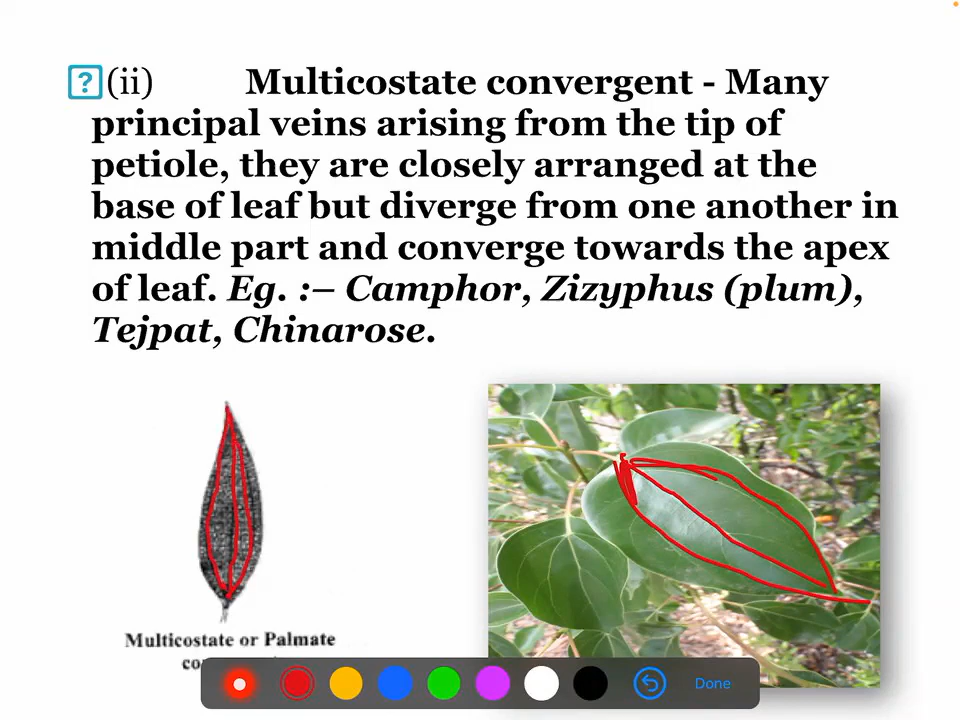 ?(ii) Multicostate convergent - Many
principal veins arising from the tip of
petiole, they are closely arranged at the
base of leaf but diverge from one another in
middle part and converge towards the apex
of leaf. Eg. :– Camphor, Zizyphus (plum),
Tejpat, Chinarose.
Multicostate or Palmate
Done